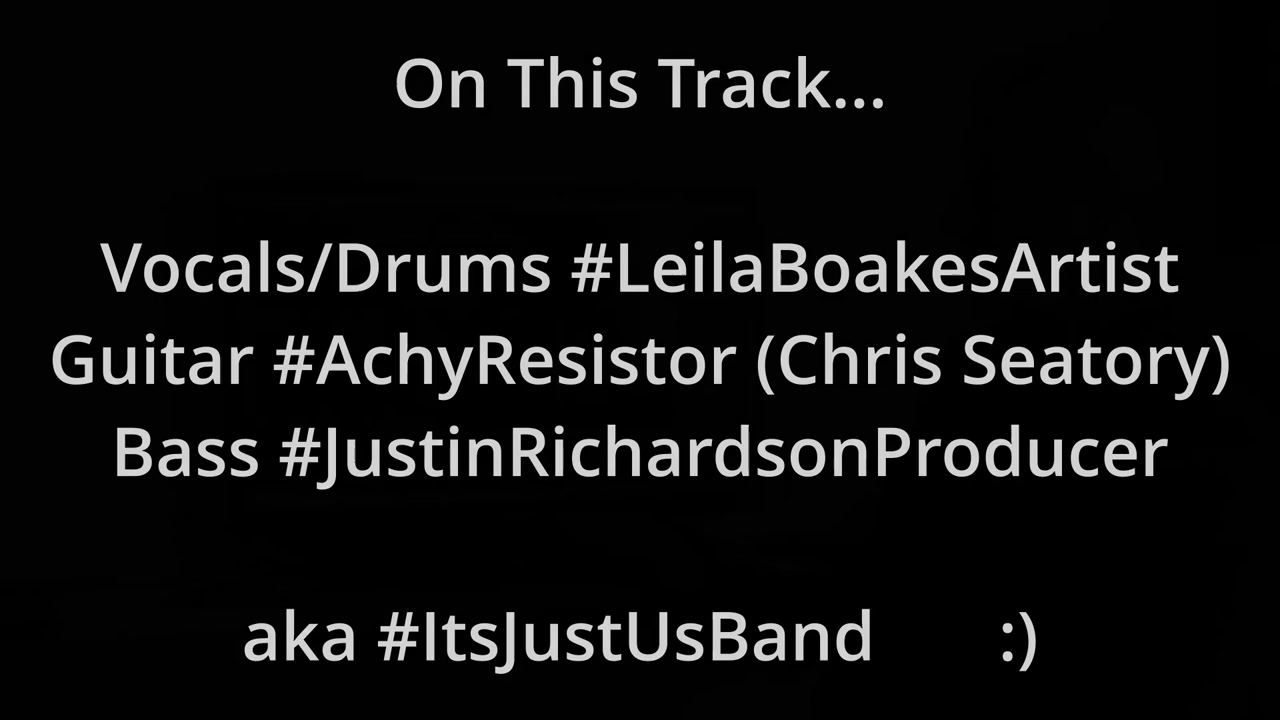 On This Track...
Vocals/Drums #LeilaBoakesArtist
Guitar #AchyResistor (Chris Seatory)
Bass #JustinRichardsonProducer
aka #ItsJustUsBand :)